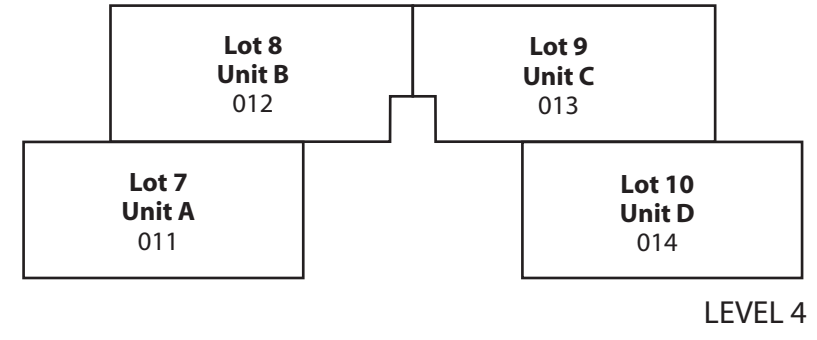 Lot 8
Unit B
012
Lot 9
Unit C
013
Lot 7
Unit A
011
Lot 10
Unit D
014
LEVEL 4